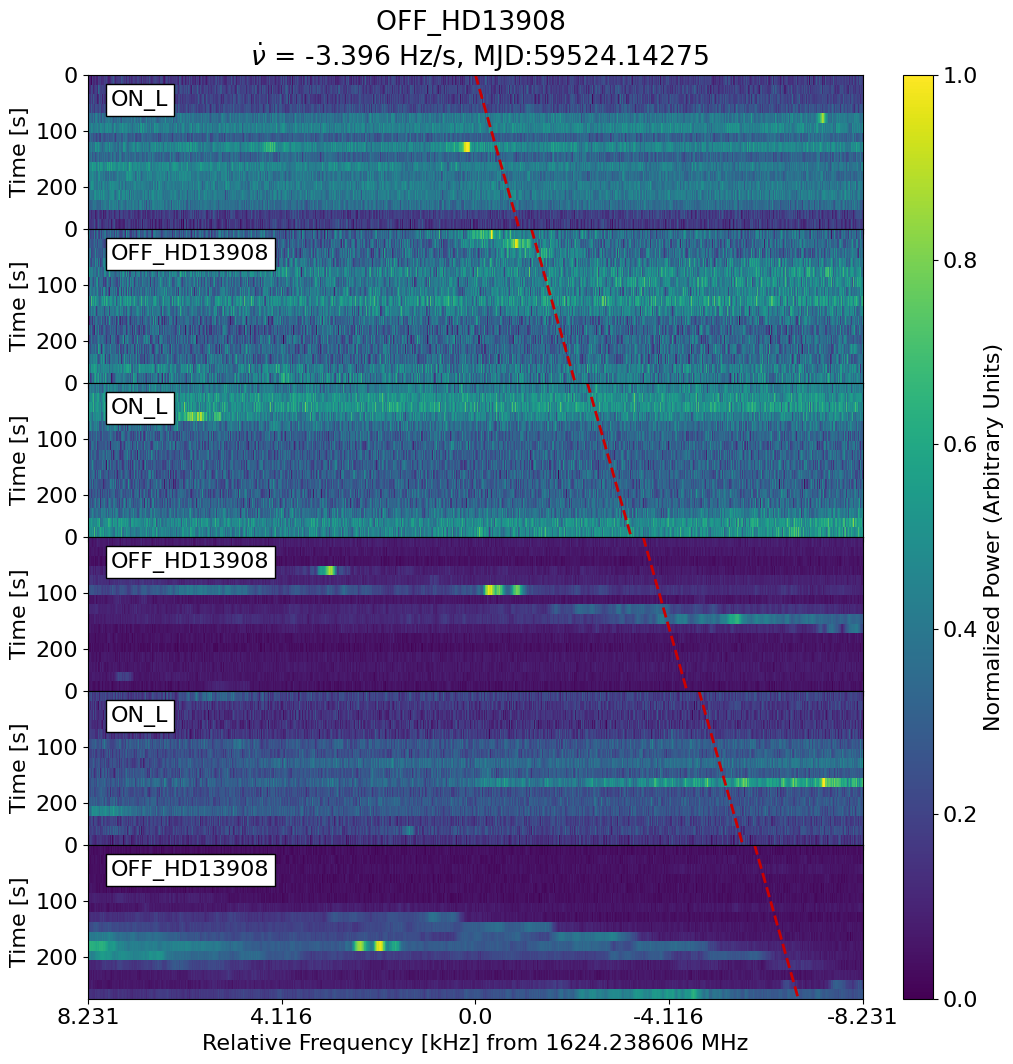 OFF_HD13908
ν̇ = -3.396 Hz/s, MJD:59524.14275
ON_L
OFF_HD13908
ON_L
OFF_HD13908
ON_L
OFF_HD13908
0
100
200
0
100
200
0
100
200
0
100
200
0
100
200
0
100
200
Time [s]
Time [s]
Time [s]
Time [s]
Time [s]
Time [s]
8.231 4.116 0.0 -4.116 -8.231
Relative Frequency [kHz] from 1624.238606 MHz
1.0
0.8
0.6
0.4
0.2
0.0
Normalized Power (Arbitrary Units)